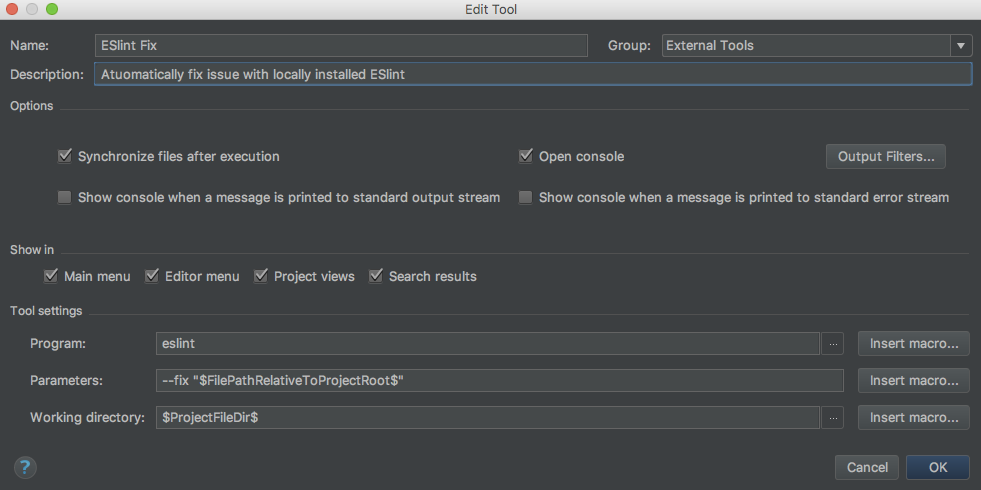 Edit Tool
Name: ESlint Fix Group: External Tools
Description: Atuomatically fix issue with locally installed ESlint
Options
Synchronize files after execution Open console Output Filters...
Show console when a message is printed to standard output stream Show console when a message is printed to standard error stream
Show in
Main menu Editor menu Project views Search results
Tool settings
Program: eslint ... Insert macro...
Parameters: --fix "$FilePathRelativeToProjectRoot$" Insert macro...
Working directory: $ProjectFileDir$ ... Insert macro...
? Cancel OK